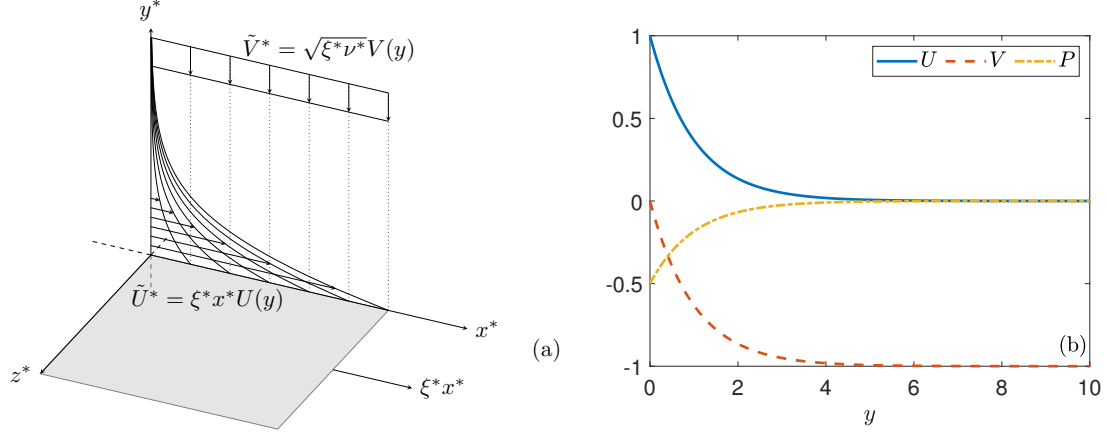 y*
Ṽ* = √ξ*ν* V(y)
Ũ* = ξ*x*U(y)
x*
z*
ξ*x*
(a)
U V P
1
0.5
0
-0.5
-1
0 2 4 6 8 10
y
(b)